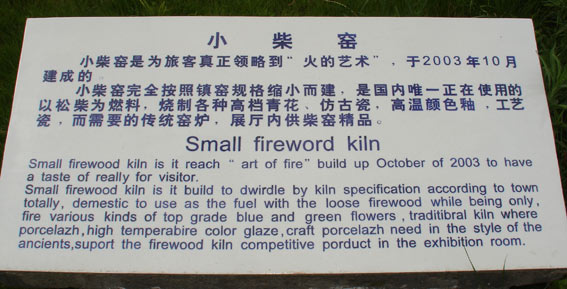 小柴窑
小柴窑是为旅客真正领略到“火的艺术”，于2003年10月
建成的
小柴窑完全按照镇窑规格缩小而建，是国内唯一正在使用的
以松柴为燃料，烧制各种高档青花、仿古瓷，高温颜色釉，工艺
瓷，而需要的传统窑炉，展厅内供柴窑精品。
Small fireword kiln
Small firewood kiln is it reach “ art of fire” build up October of 2003 to have
a taste of really for visitor.
Small firewood kiln is it build to dwirdle by kiln specification according to town
totally, demestic to use as the fuel with the loose firewood while being only,
fire various kinds of top grade blue and green flowers , traditibral kiln where
porcelazh,high temperabire color glaze,craft porcelazh need in the style of the
ancients,suport the firewood kiln competitive porduct in the exhibition room.